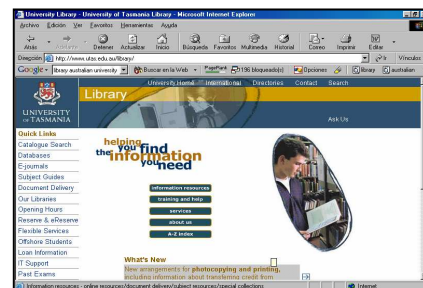 University Library - University of Tasmania Library - Microsoft Internet Explorer
Archivo Edición Ver Favoritos Herramientas Ayuda
Atrás Adelante Detener Actualizar Inicio Búsqueda Favoritos Multimedia Historial Correo Imprimir Editar
Dirección http://www.utas.edu.au/library/ Ir Vínculos
Google library australian university Buscar en la Web PageRank 196 bloqueado(s) Opciones library australian
University Home International Directories Contact Search
Library
UNIVERSITY
OF TASMANIA
Ask Us
Quick Links
Catalogue Search
Databases
E-journals
Subject Guides
Document Delivery
Our Libraries
Opening Hours
Reserve & eReserve
Flexible Services
Offshore Students
Loan Information
IT Support
Past Exams
helping
you find
the information
you need
information resources
training and help
services
about us
A-Z index
What's New
New arrangements for photocopying and printing,
including information about transferring credit from
Information resources - online resources/document delivery/subject resources/special collections Internet